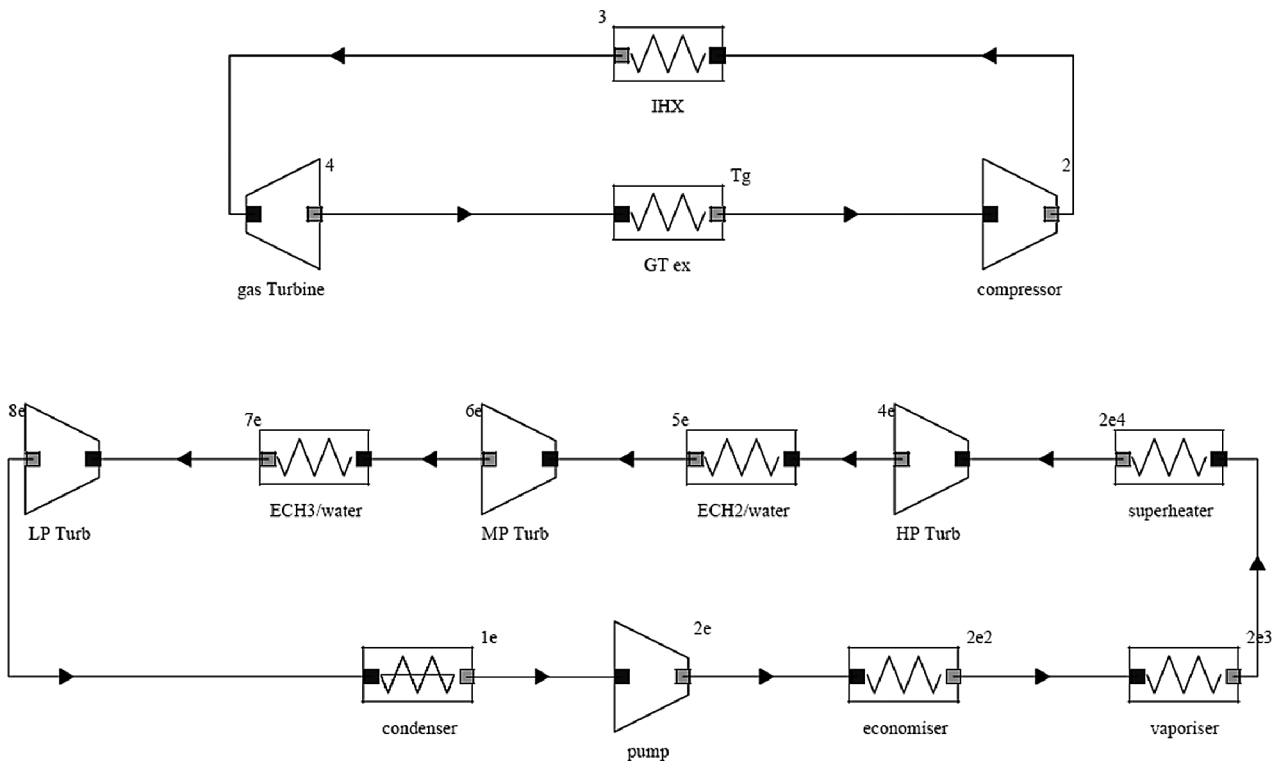 3
IHX
4
Tg
2
gas Turbine
GT ex
compressor
8e
7e
6e
5e
4e
2e4
LP Turb
ECH3/water
MP Turb
ECH2/water
HP Turb
superheater
1e
2e
2e2
2e3
condenser
pump
economiser
vaporiser